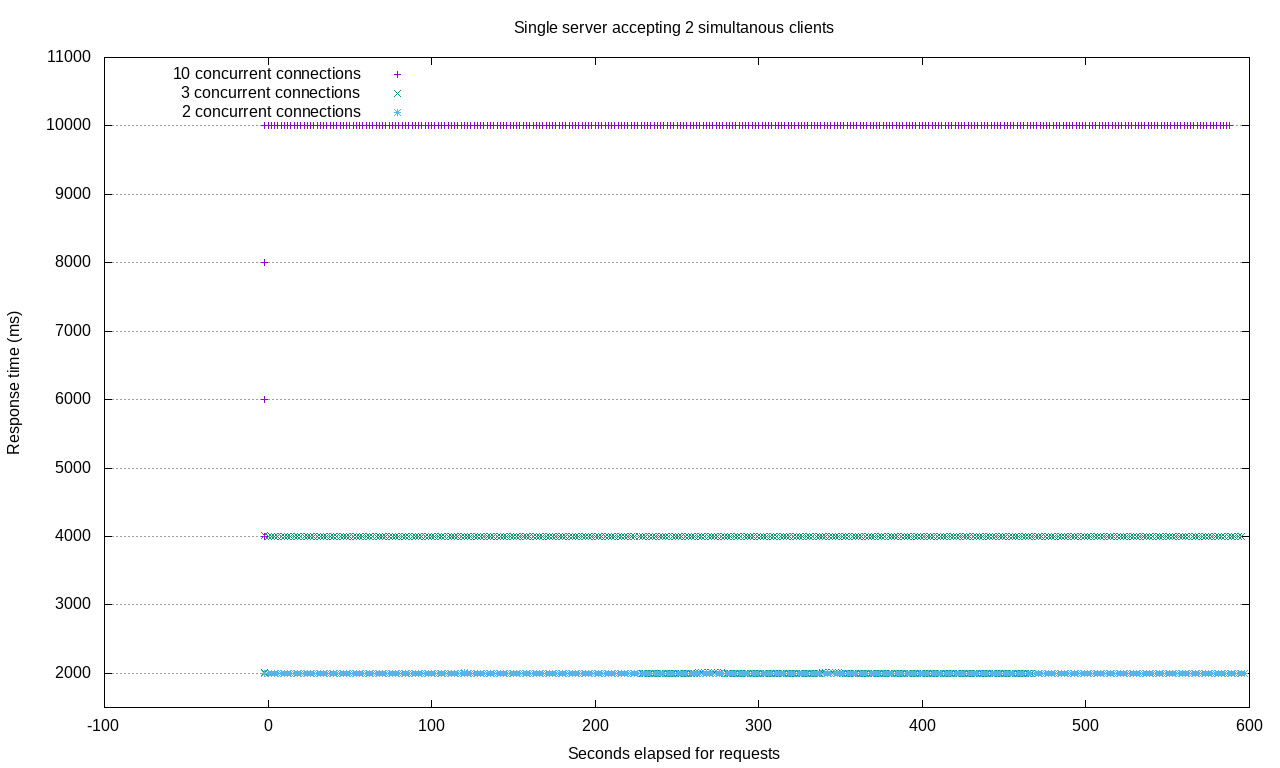 Single server accepting 2 simultanous clients
11000
10 concurrent connections
3 concurrent connections
2 concurrent connections
10000
9000
8000
7000
6000
5000
4000
3000
2000
Response time (ms)
-100 0 100 200 300 400 500 600
Seconds elapsed for requests